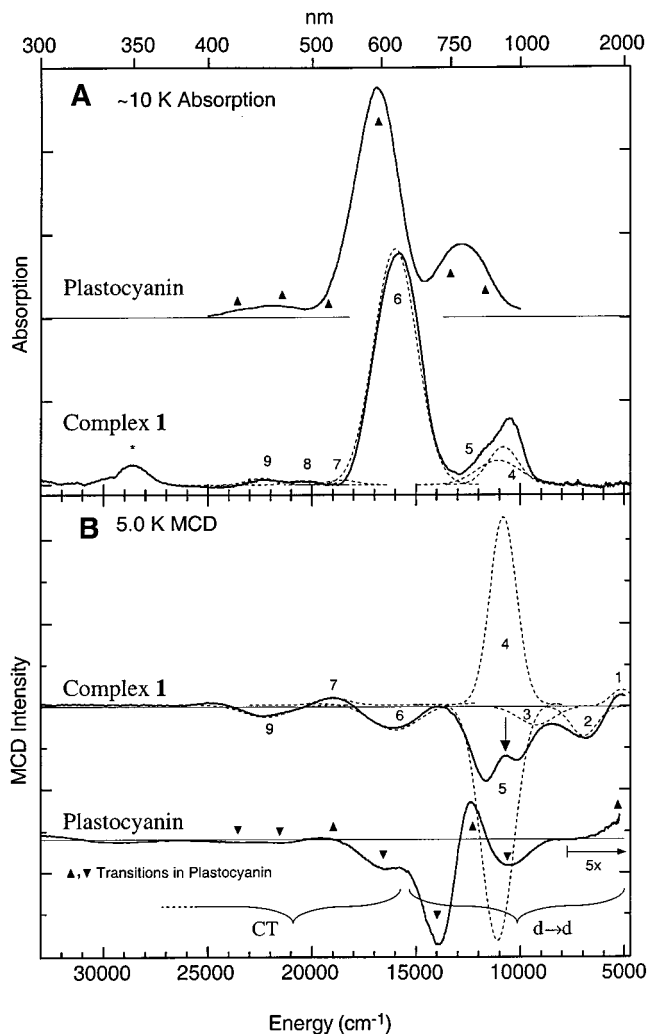 nm
300 350 400 500 600 750 1000 2000
A ~10 K Absorption
Plastocyanin
6
Absorption
Complex 1
*
9 8 7 5 4
B 5.0 K MCD
4
Complex 1
7 1
9 6 3 2
5
MCD Intensity
Plastocyanin
▲,▼ Transitions in Plastocyanin
5x
CT d→d
30000 25000 20000 15000 10000 5000
Energy (cm⁻¹)